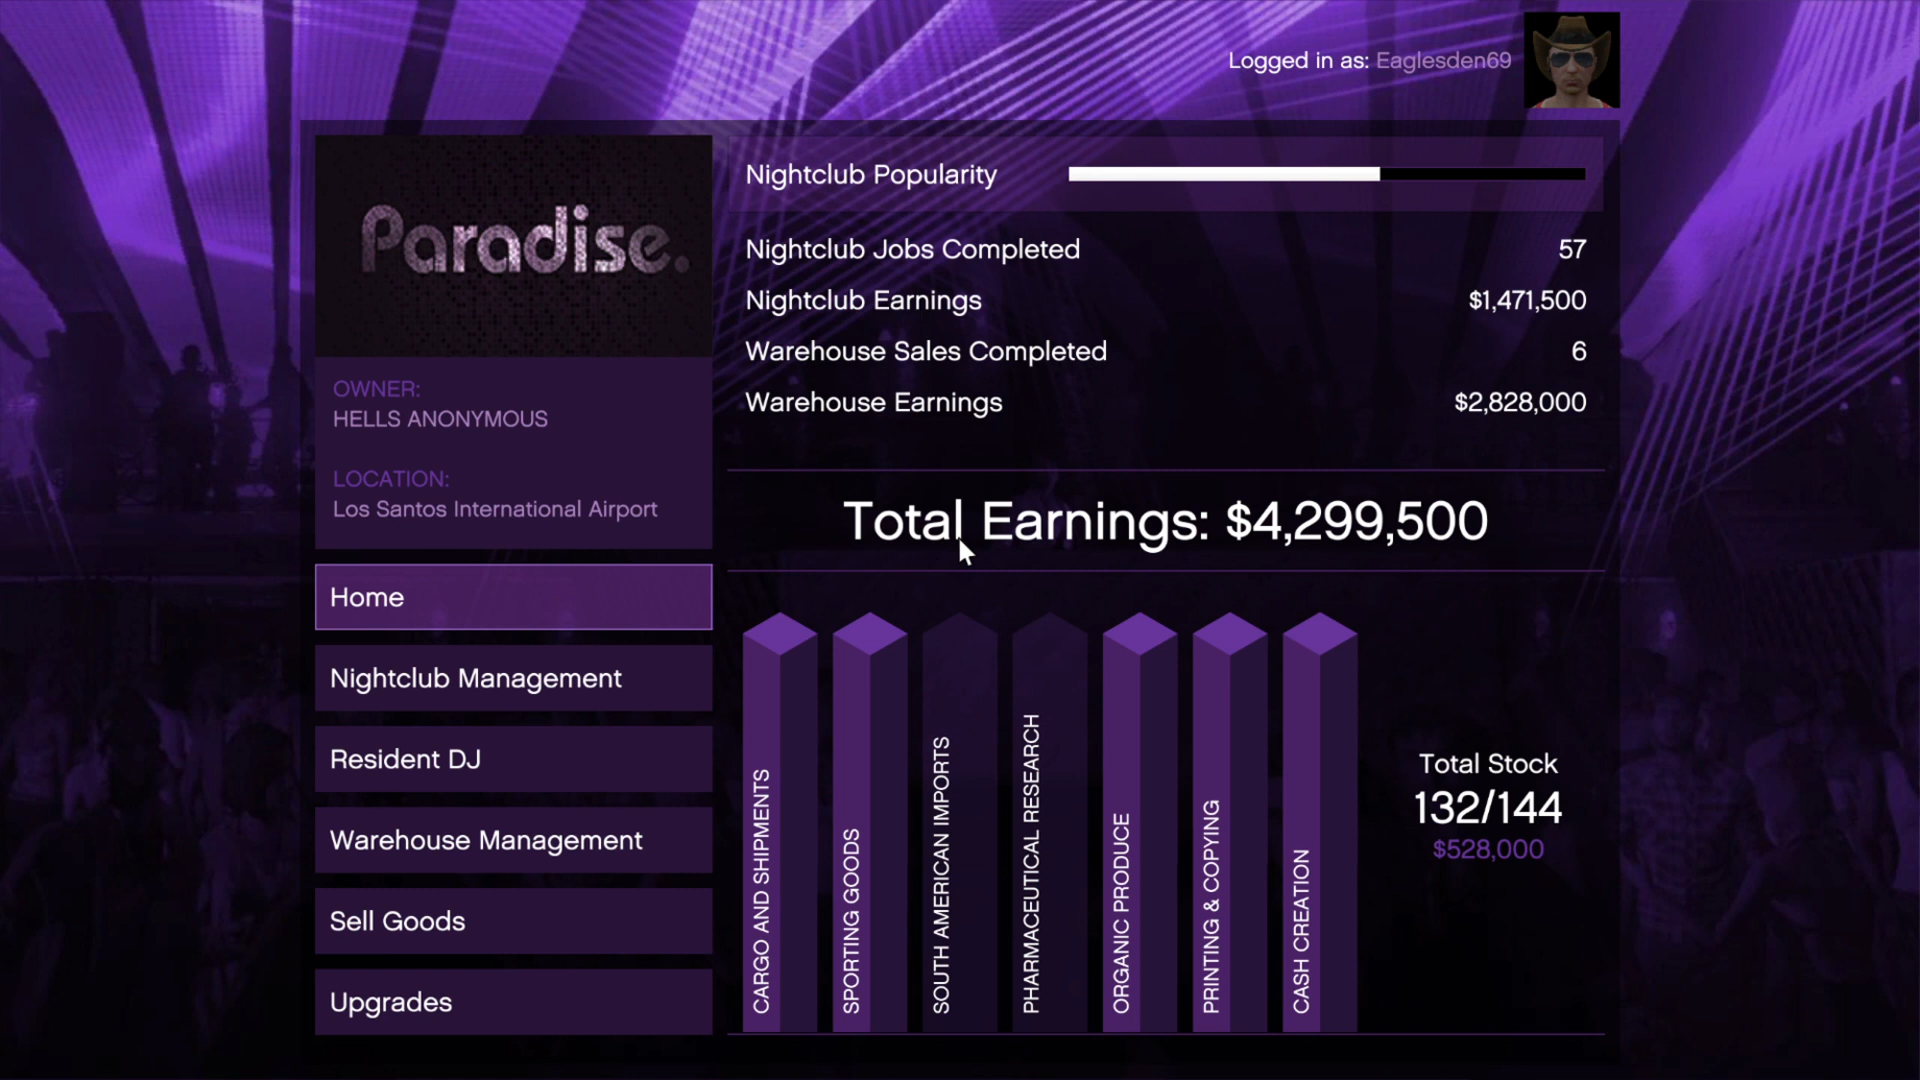 Logged in as: Eaglesden69
Paradise.
OWNER:
HELLS ANONYMOUS
LOCATION:
Los Santos International Airport
Home
Nightclub Management
Resident DJ
Warehouse Management
Sell Goods
Upgrades
Nightclub Popularity
Nightclub Jobs Completed 57
Nightclub Earnings $1,471,500
Warehouse Sales Completed 6
Warehouse Earnings $2,828,000
Total Earnings: $4,299,500
CARGO AND SHIPMENTS
SPORTING GOODS
SOUTH AMERICAN IMPORTS
PHARMACEUTICAL RESEARCH
ORGANIC PRODUCE
PRINTING & COPYING
CASH CREATION
Total Stock
132/144
$528,000